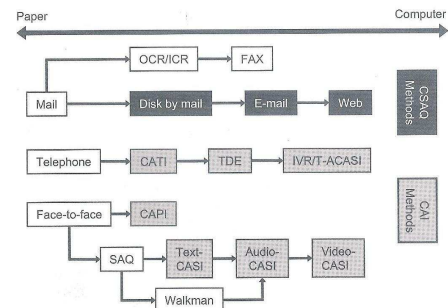 Paper Computer
OCR/ICR FAX
Mail Disk by mail E-mail Web
CSAQ
Methods
Telephone CATI TDE IVR/T-ACASI
CAI
Methods
Face-to-face CAPI
SAQ Text-
CASI Audio-
CASI Video-
CASI
Walkman